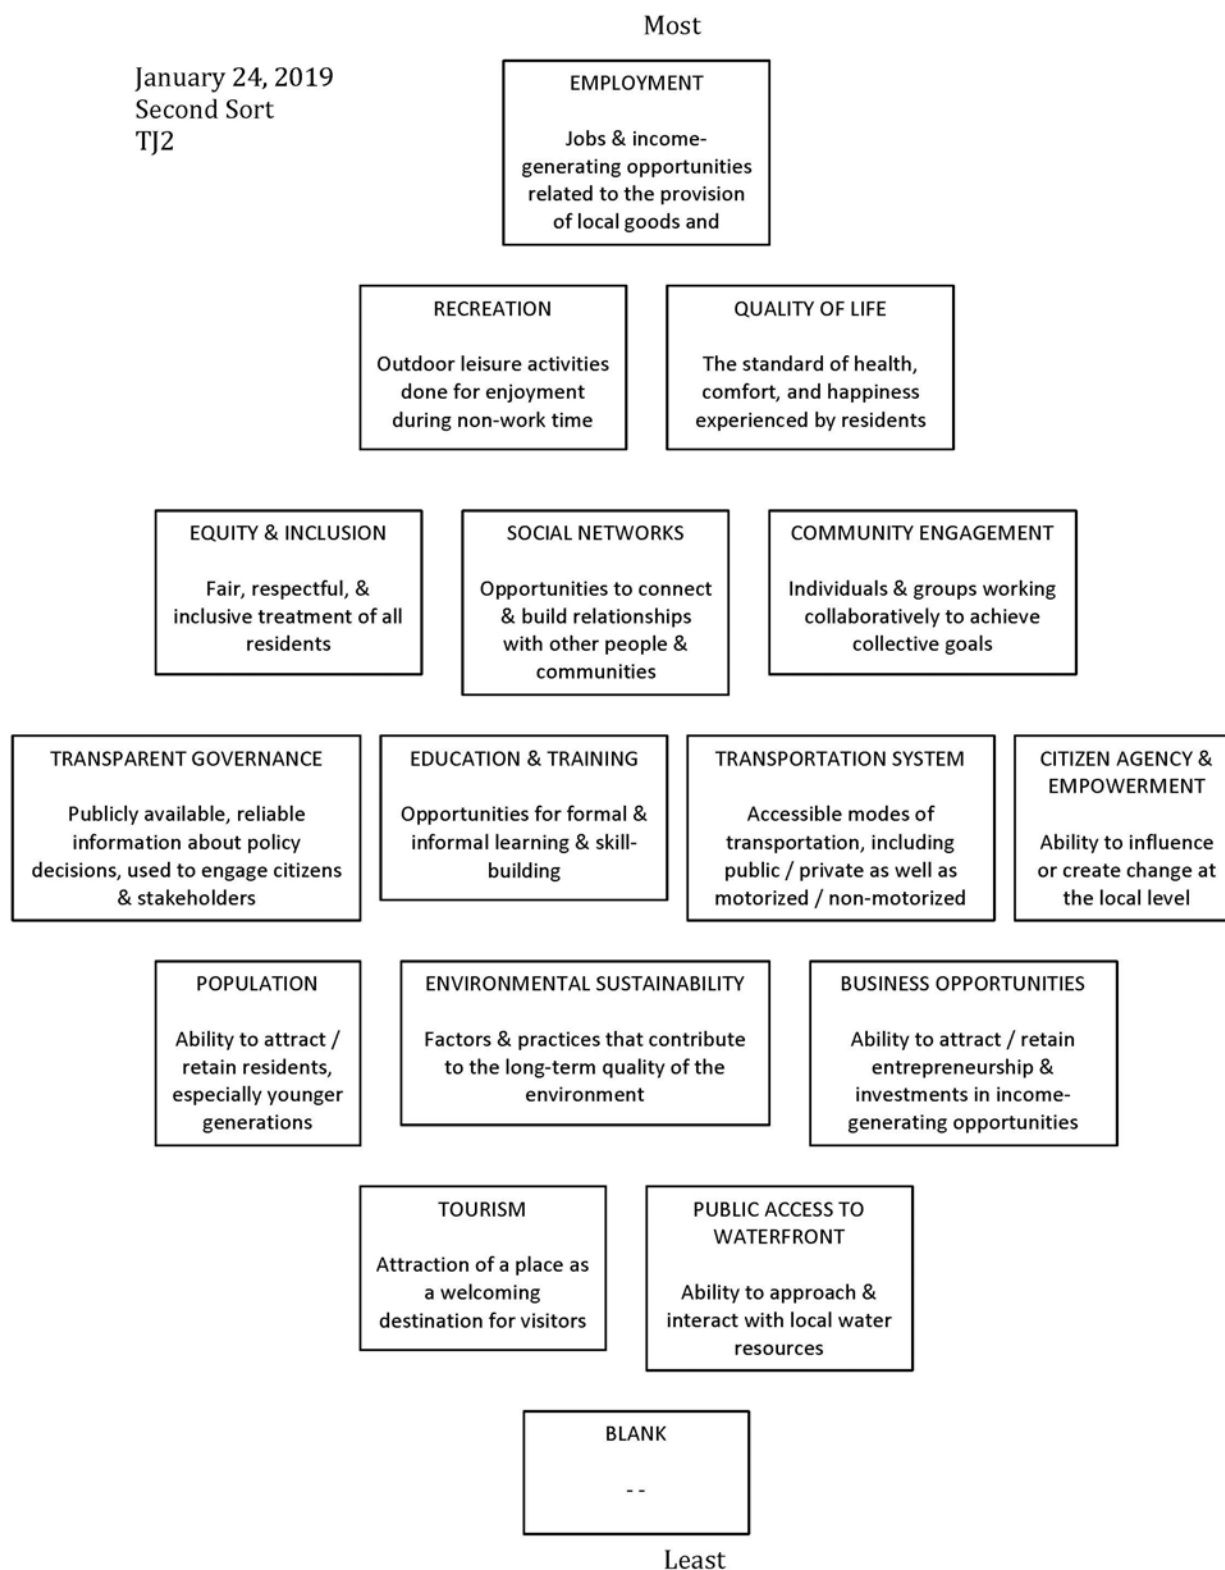 Most
January 24, 2019
Second Sort
TJ2
EMPLOYMENT
Jobs & income-
generating opportunities
related to the provision
of local goods and
RECREATION
Outdoor leisure activities
done for enjoyment
during non-work time
QUALITY OF LIFE
The standard of health,
comfort, and happiness
experienced by residents
EQUITY & INCLUSION
Fair, respectful, &
inclusive treatment of all
residents
SOCIAL NETWORKS
Opportunities to connect
& build relationships
with other people &
communities
COMMUNITY ENGAGEMENT
Individuals & groups working
collaboratively to achieve
collective goals
TRANSPARENT GOVERNANCE
Publicly available, reliable
information about policy
decisions, used to engage citizens
& stakeholders
EDUCATION & TRAINING
Opportunities for formal &
informal learning & skill-
building
TRANSPORTATION SYSTEM
Accessible modes of
transportation, including
public / private as well as
motorized / non-motorized
CITIZEN AGENCY &
EMPOWERMENT
Ability to influence
or create change at
the local level
POPULATION
Ability to attract /
retain residents,
especially younger
generations
ENVIRONMENTAL SUSTAINABILITY
Factors & practices that contribute
to the long-term quality of the
environment
BUSINESS OPPORTUNITIES
Ability to attract / retain
entrepreneurship &
investments in income-
generating opportunities
TOURISM
Attraction of a place as
a welcoming
destination for visitors
PUBLIC ACCESS TO
WATERFRONT
Ability to approach &
interact with local water
resources
BLANK
- -
Least